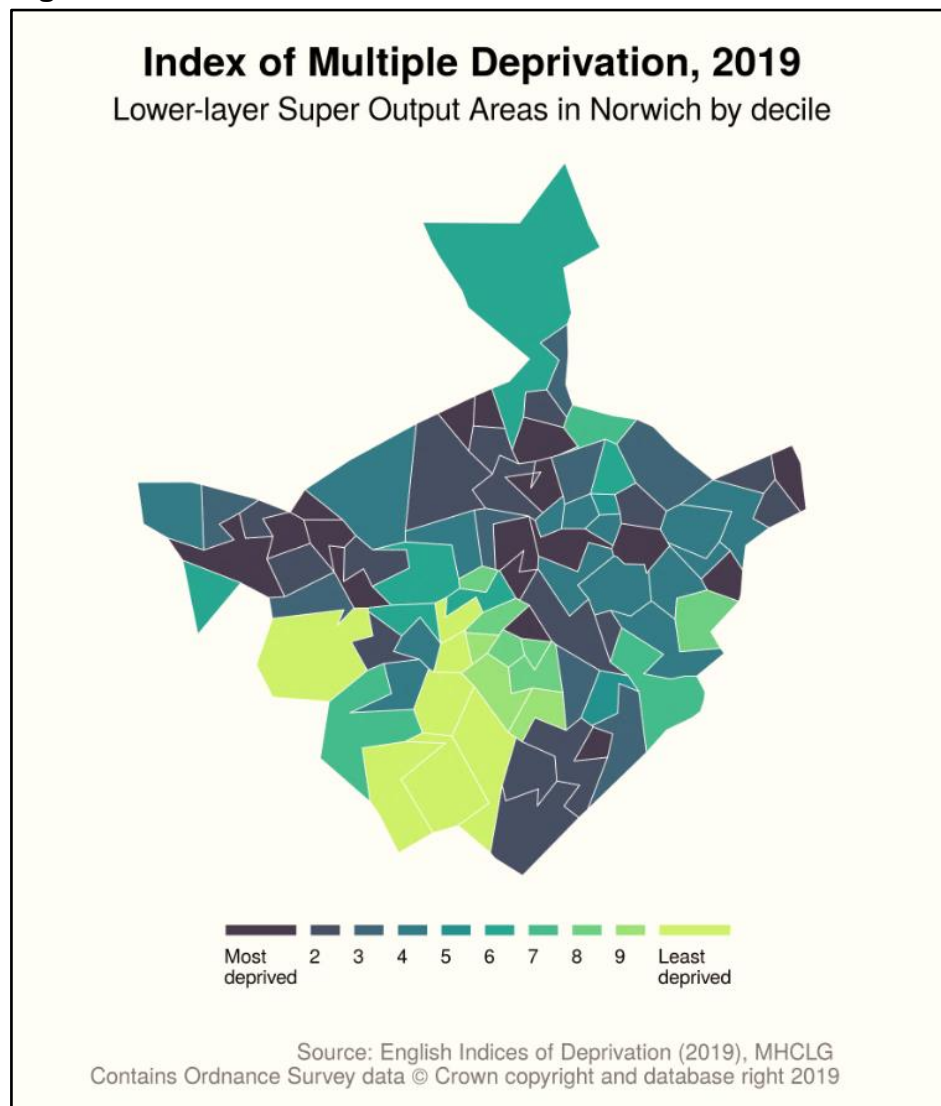 Index of Multiple Deprivation, 2019
Lower-layer Super Output Areas in Norwich by decile
Most deprived 2 3 4 5 6 7 8 9 Least deprived
Source: English Indices of Deprivation (2019), MHCLG
Contains Ordnance Survey data © Crown copyright and database right 2019